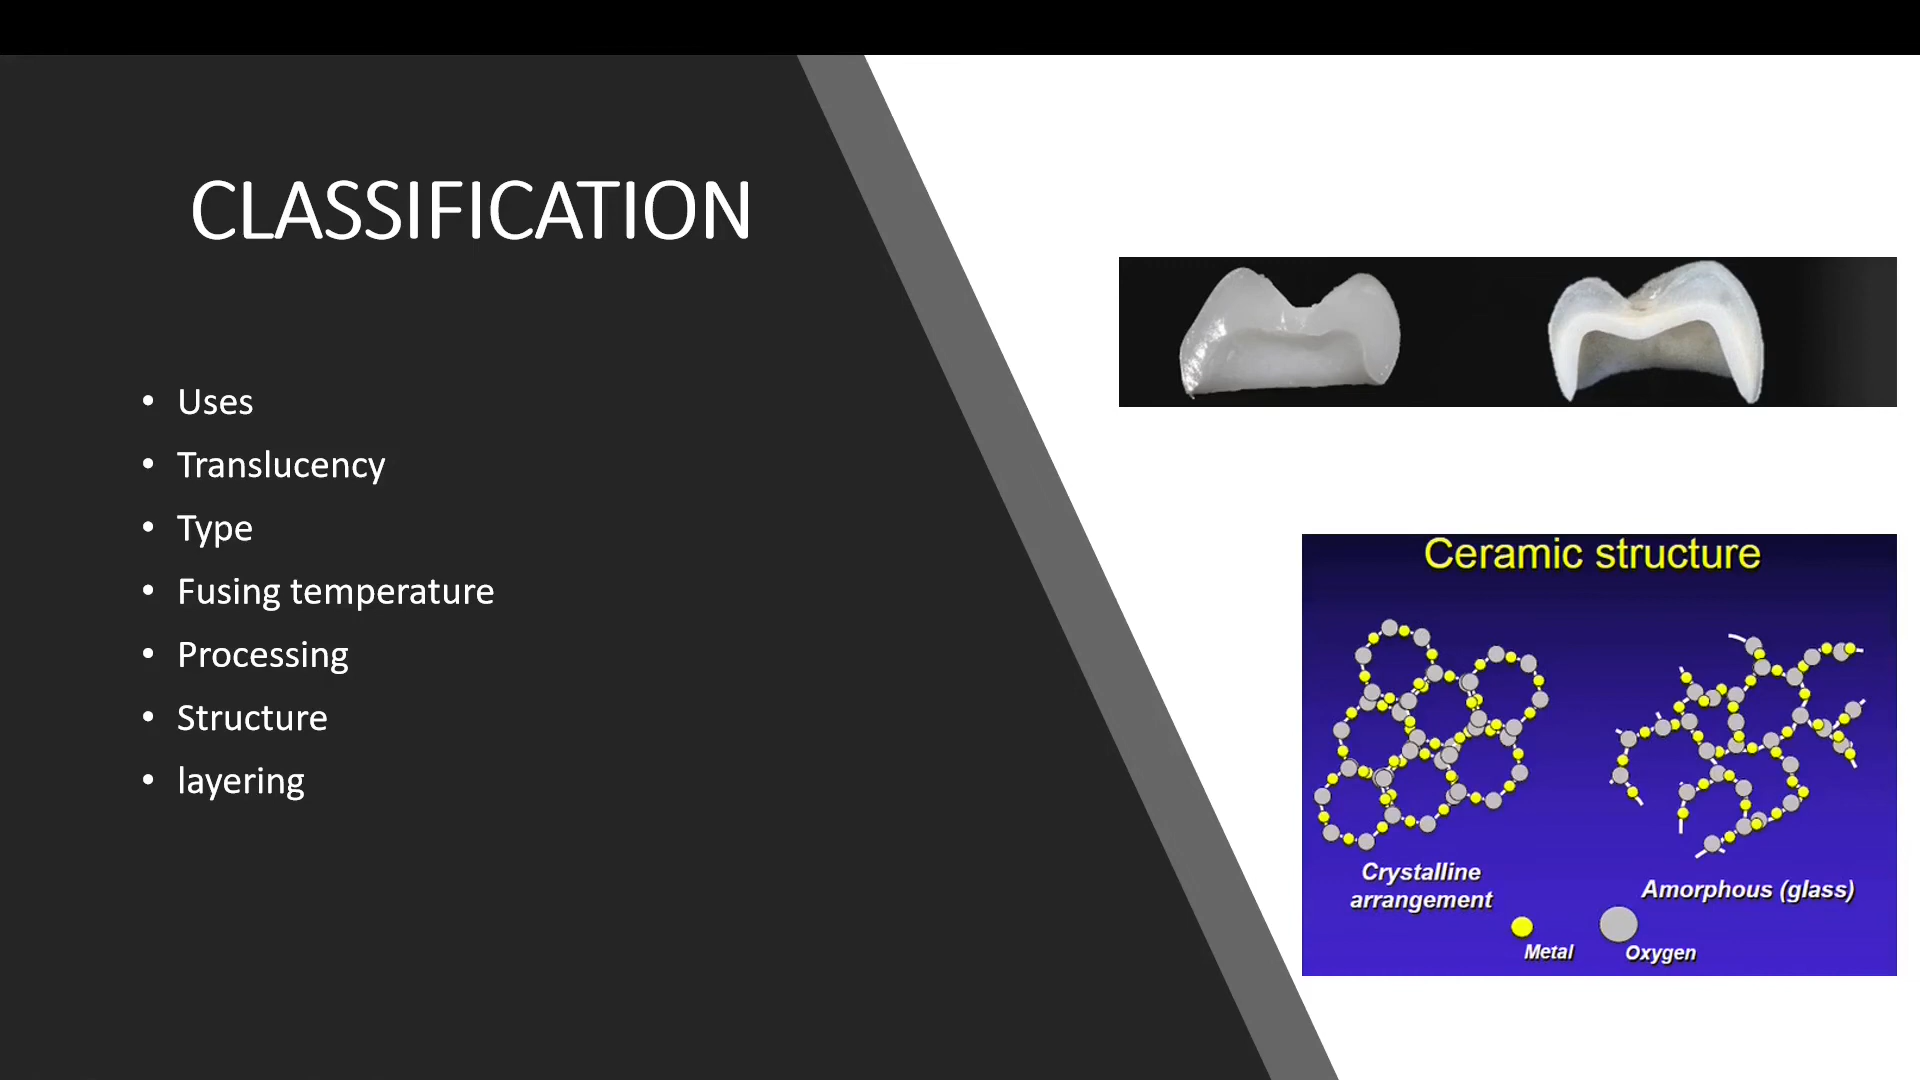 CLASSIFICATION
• Uses
• Translucency
• Type
• Fusing temperature
• Processing
• Structure
• layering
Ceramic structure
Crystalline
arrangement
Amorphous (glass)
Metal
Oxygen